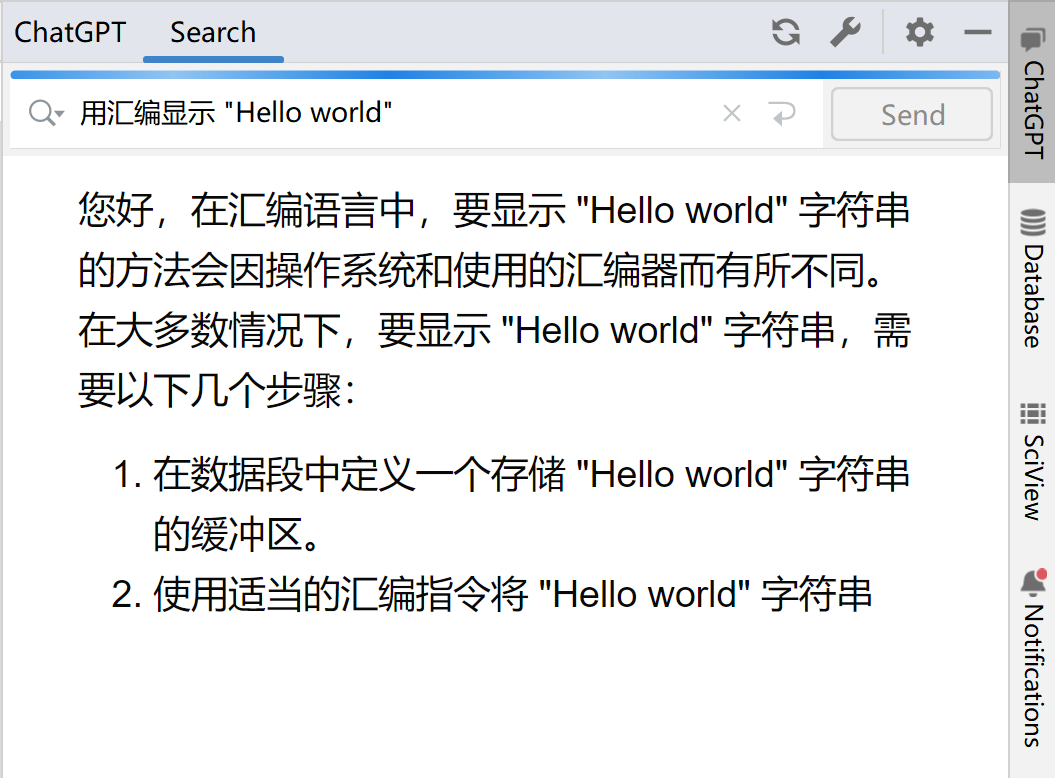 ChatGPT Search
用汇编显示 "Hello world"
Send
您好，在汇编语言中，要显示 "Hello world" 字符串
的方法会因操作系统和使用的汇编器而有所不同。
在大多数情况下，要显示 "Hello world" 字符串，需
要以下几个步骤：
1. 在数据段中定义一个存储 "Hello world" 字符串
的缓冲区。
2. 使用适当的汇编指令将 "Hello world" 字符串
ChatGPT
Database
SciView
Notifications